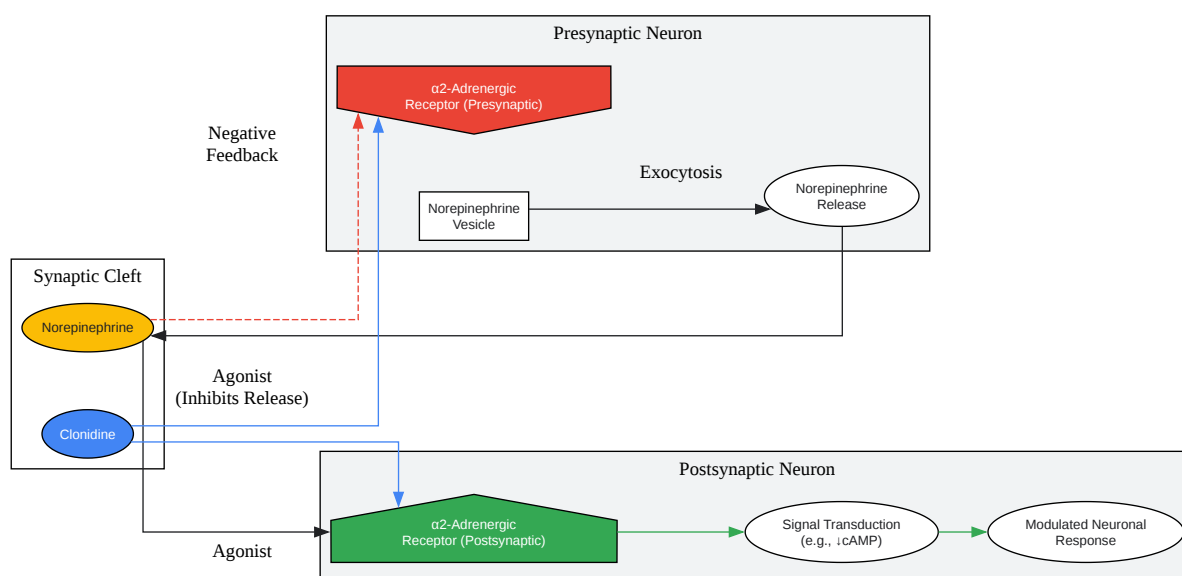 Presynaptic Neuron
α2-Adrenergic
Receptor (Presynaptic)
Negative
Feedback
Exocytosis
Norepinephrine
Vesicle
Norepinephrine
Release
Synaptic Cleft
Norepinephrine
Agonist
(Inhibits Release)
Clonidine
Postsynaptic Neuron
α2-Adrenergic
Receptor (Postsynaptic)
Signal Transduction
(e.g., ↓cAMP)
Modulated Neuronal
Response
Agonist